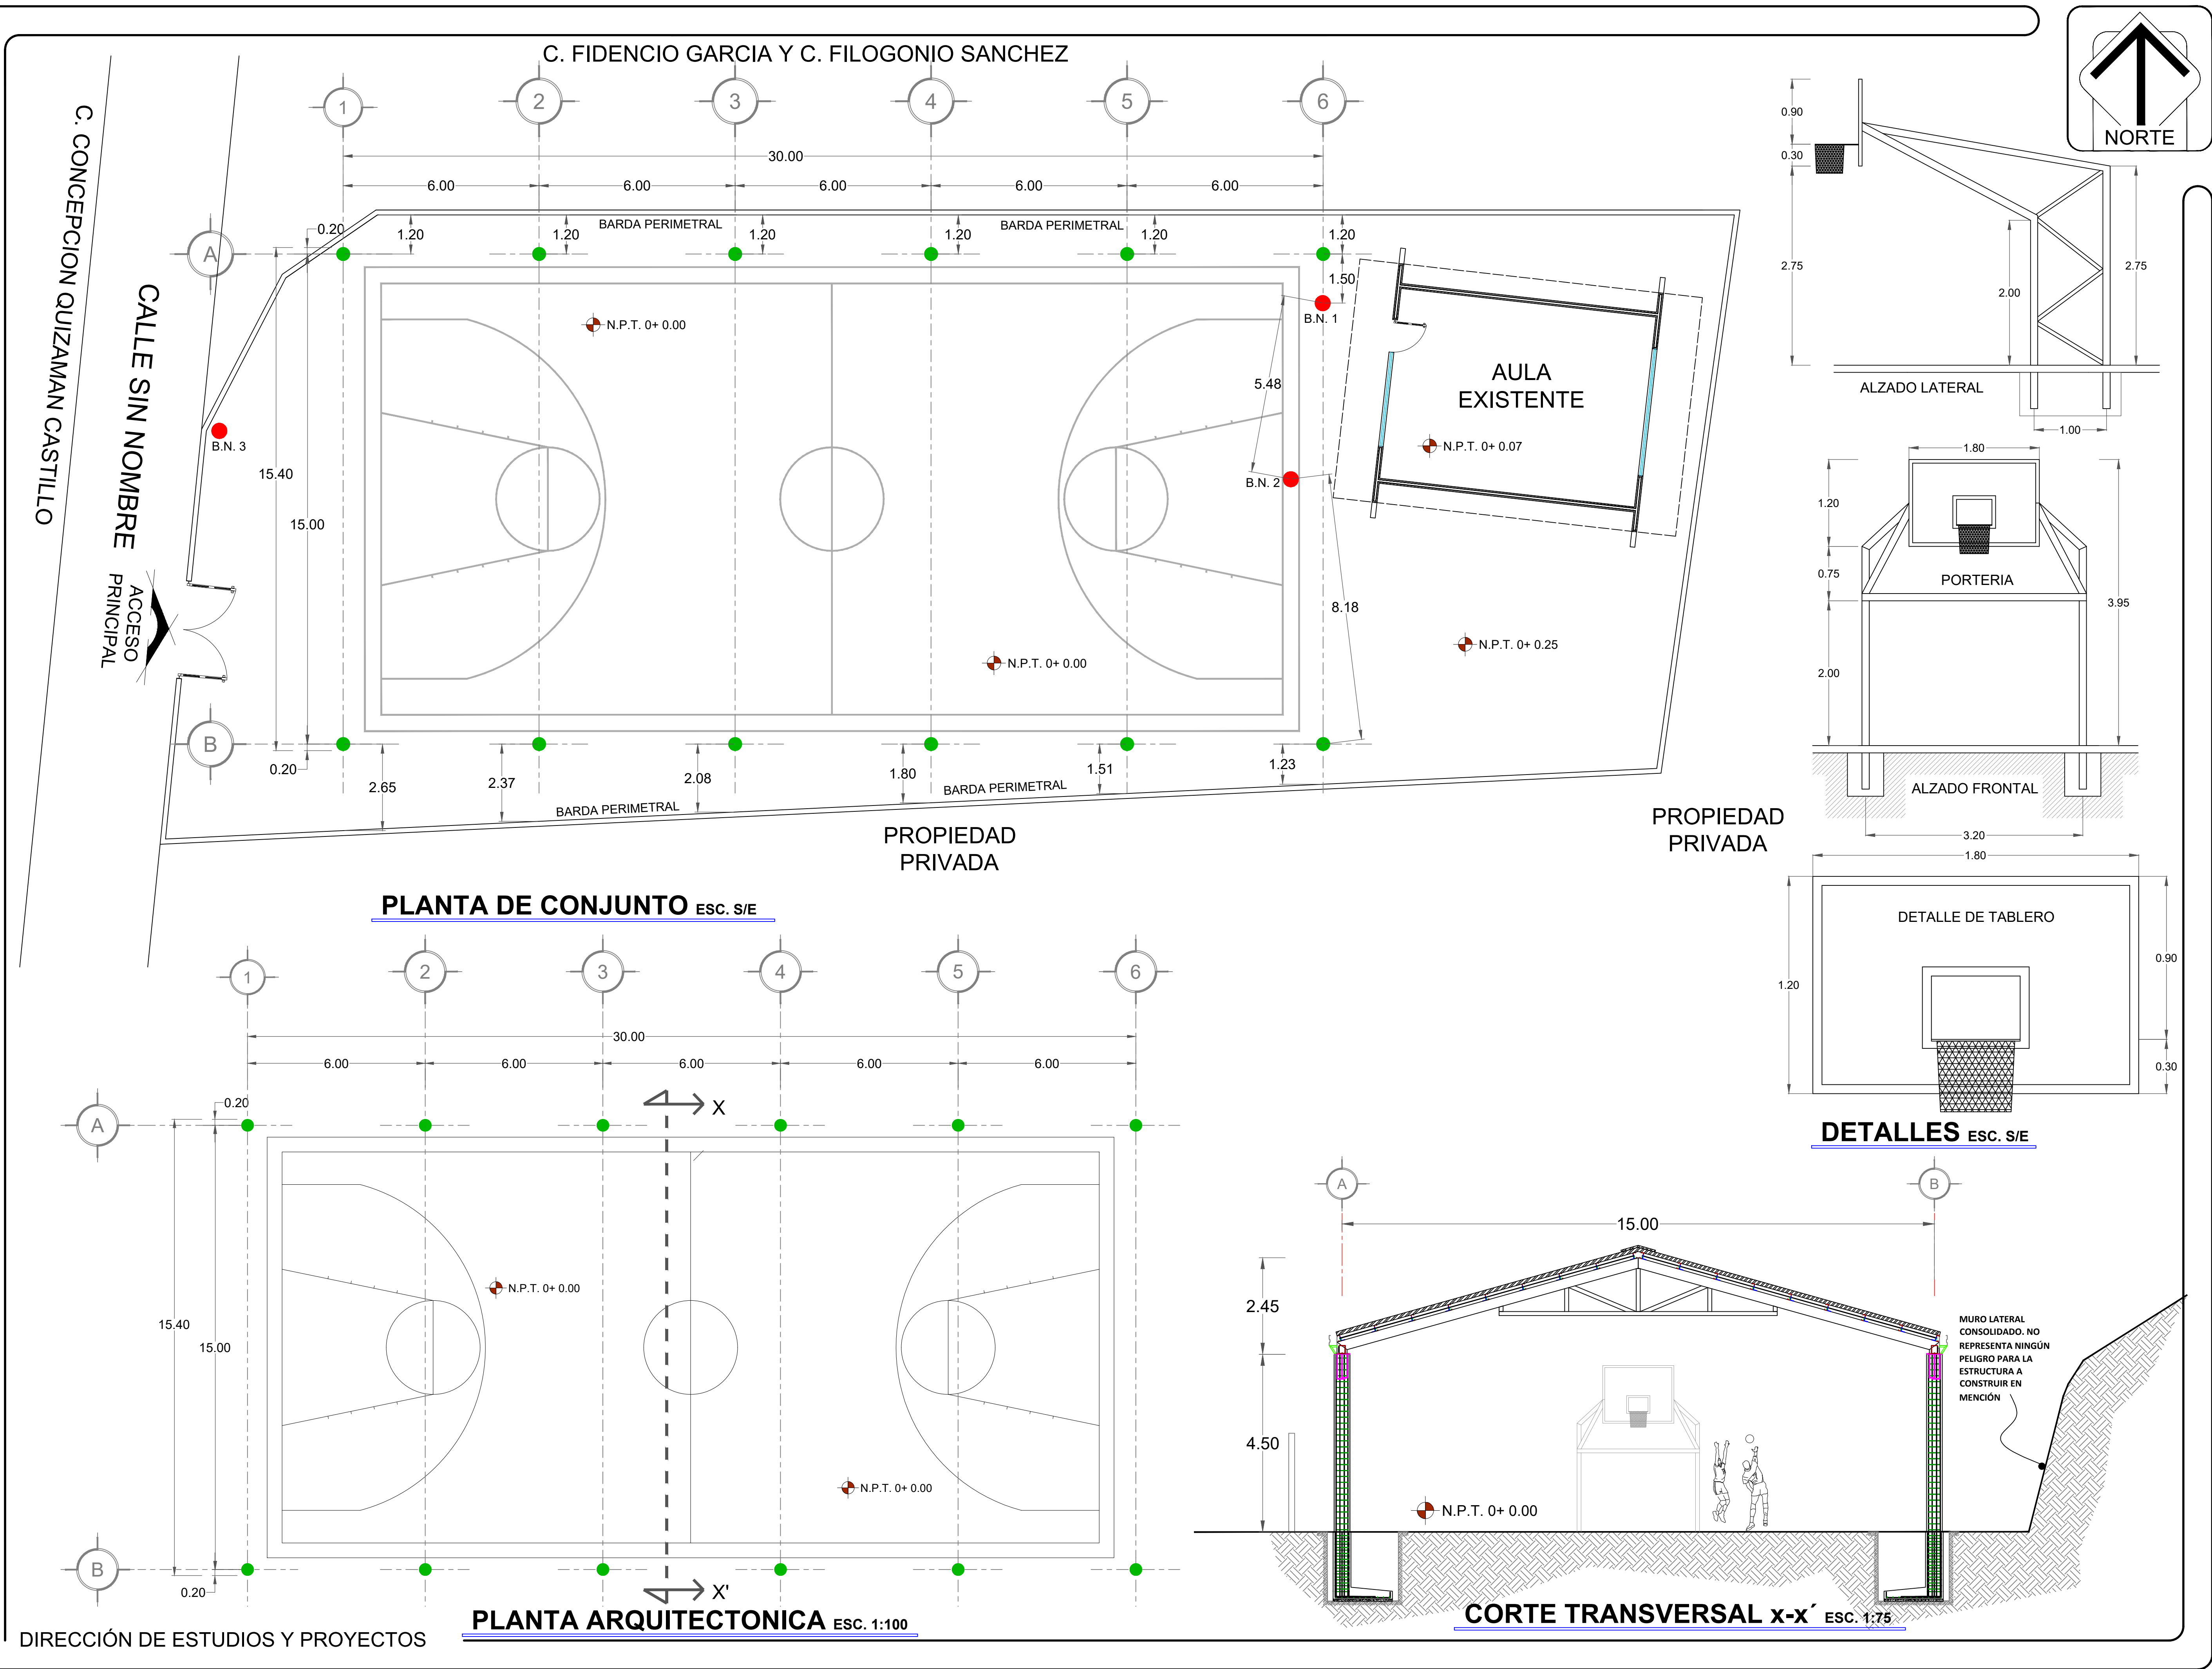 C. FIDENCIO GARCIA Y C. FILOGONIO SANCHEZ
NORTE
C. CONCEPCION QUIZAMAN CASTILLO
CALLE SIN NOMBRE
ACCESO
PRINCIPAL
1
2
3
4
5
6
30.00
6.00
6.00
6.00
6.00
6.00
BARDA PERIMETRAL
BARDA PERIMETRAL
A
0.20
1.20
1.20
1.20
1.20
1.20
1.20
1.50
B.N. 1
N.P.T. 0+ 0.00
5.48
AULA
EXISTENTE
N.P.T. 0+ 0.07
B.N. 3
15.40
15.00
B.N. 2
8.18
N.P.T. 0+ 0.25
N.P.T. 0+ 0.00
B
0.20
2.65
2.37
2.08
1.80
1.51
1.23
BARDA PERIMETRAL
BARDA PERIMETRAL
PROPIEDAD
PRIVADA
PROPIEDAD
PRIVADA
PLANTA DE CONJUNTO ESC. S/E
0.90
0.30
2.75
2.00
2.75
ALZADO LATERAL
1.00
1.80
1.20
0.75
PORTERIA
3.95
2.00
ALZADO FRONTAL
3.20
1.80
DETALLE DE TABLERO
1.20
0.90
0.30
DETALLES ESC. S/E
1
2
3
4
5
6
30.00
6.00
6.00
6.00
6.00
6.00
A
0.20
X
N.P.T. 0+ 0.00
15.40
15.00
N.P.T. 0+ 0.00
B
0.20
X'
PLANTA ARQUITECTONICA ESC. 1:100
A
B
15.00
2.45
4.50
MURO LATERAL
CONSOLIDADO. NO
REPRESENTA NINGÚN
PELIGRO PARA LA
ESTRUCTURA A
CONSTRUIR EN
MENCIÓN
N.P.T. 0+ 0.00
CORTE TRANSVERSAL x-x´ ESC. 1:75
DIRECCIÓN DE ESTUDIOS Y PROYECTOS